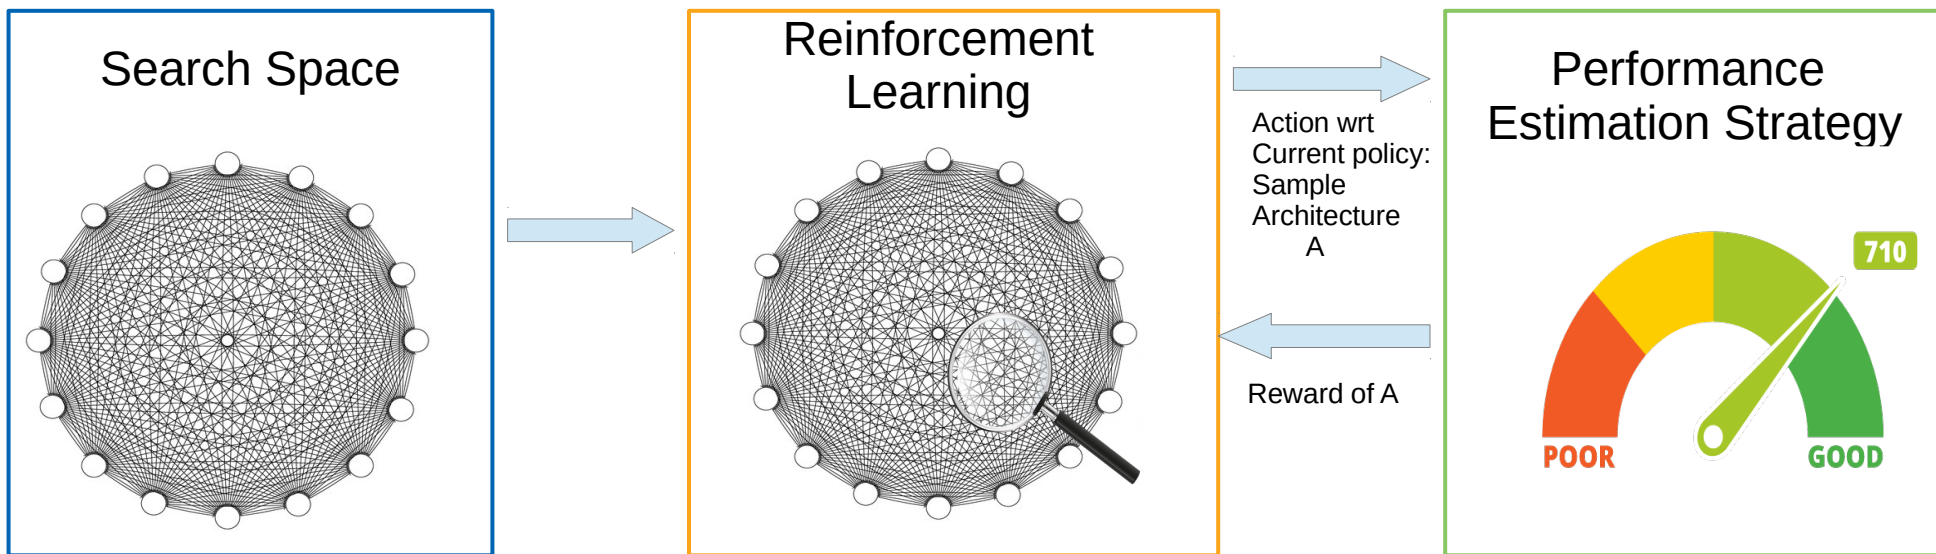 Search Space
Reinforcement
Learning
Action wrt
Current policy:
Sample
Architecture
A
Reward of A
Performance
Estimation Strategy
710
POOR
GOOD